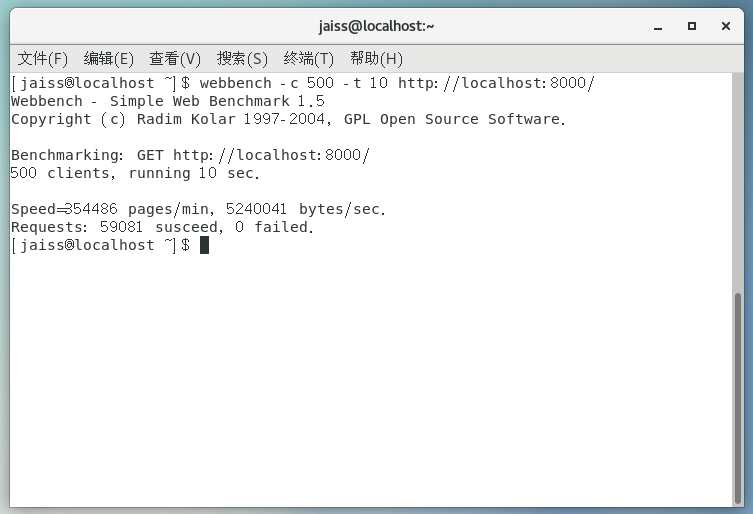 jaiss@localhost:~
文件(F) 编辑(E) 查看(V) 搜索(S) 终端(T) 帮助(H)
[jaiss@localhost ~]$ webbench -c 500 -t 10 http://localhost:8000/
Webbench - Simple Web Benchmark 1.5
Copyright (c) Radim Kolar 1997-2004, GPL Open Source Software.
Benchmarking: GET http://localhost:8000/
500 clients, running 10 sec.
Speed=354486 pages/min, 5240041 bytes/sec.
Requests: 59081 susceed, 0 failed.
[jaiss@localhost ~]$